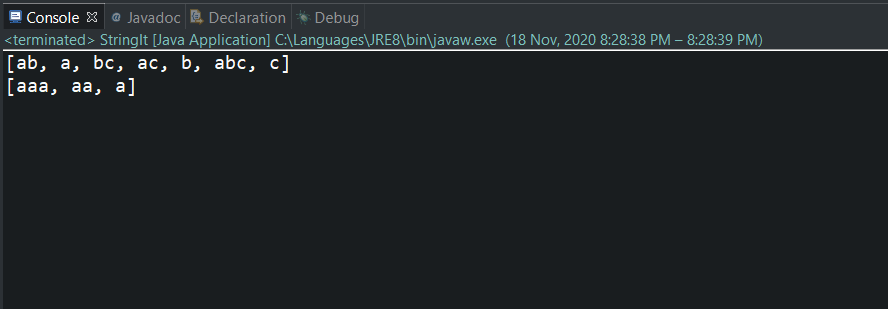 Console Javadoc Declaration Debug
<terminated> StringIt [Java Application] C:\Languages\JRE8\bin\javaw.exe (18 Nov, 2020 8:28:38 PM – 8:28:39 PM)
[ab, a, bc, ac, b, abc, c]
[aaa, aa, a]